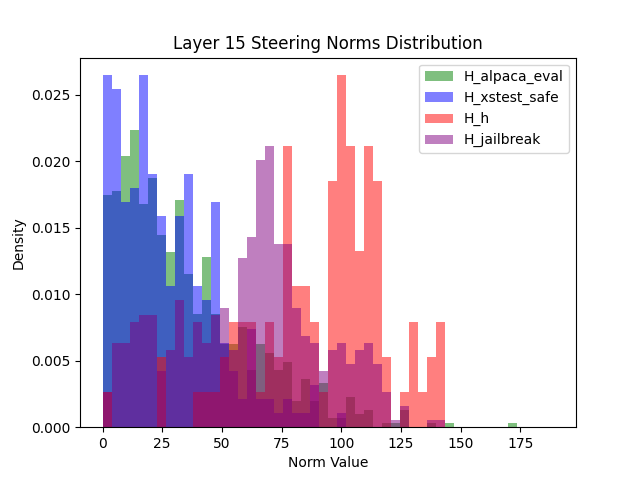 Layer 15 Steering Norms Distribution
H_alpaca_eval
H_xstest_safe
H_h
H_jailbreak
Density
0.025
0.020
0.015
0.010
0.005
0.000
0 25 50 75 100 125 150 175
Norm Value